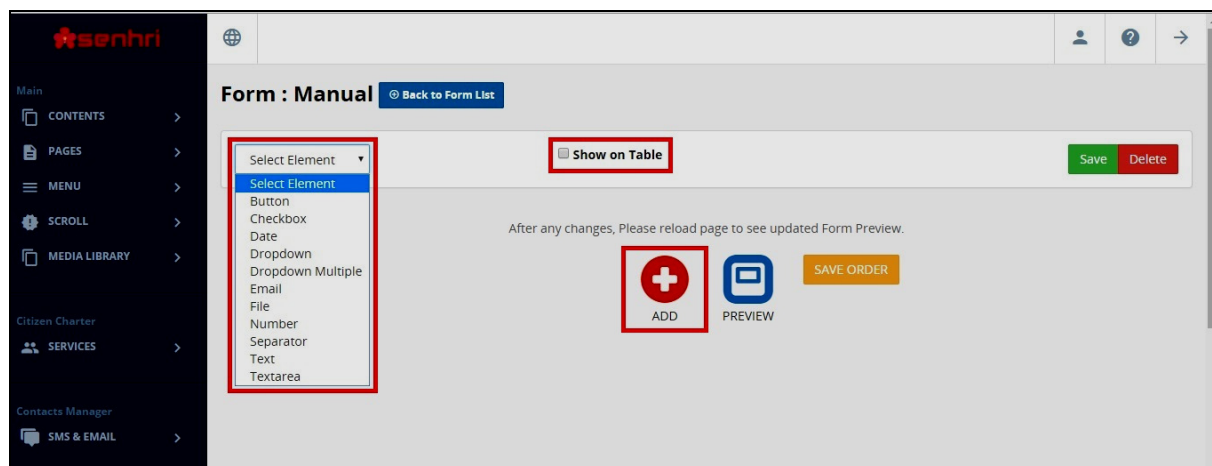 senhri
Main
CONTENTS
PAGES
MENU
SCROLL
MEDIA LIBRARY
Citizen Charter
SERVICES
Contacts Manager
SMS & EMAIL
Form : Manual
Back to Form List
Select Element
Select Element
Button
Checkbox
Date
Dropdown
Dropdown Multiple
Email
File
Number
Separator
Text
Textarea
Show on Table
Save Delete
After any changes, Please reload page to see updated Form Preview.
ADD
PREVIEW
SAVE ORDER